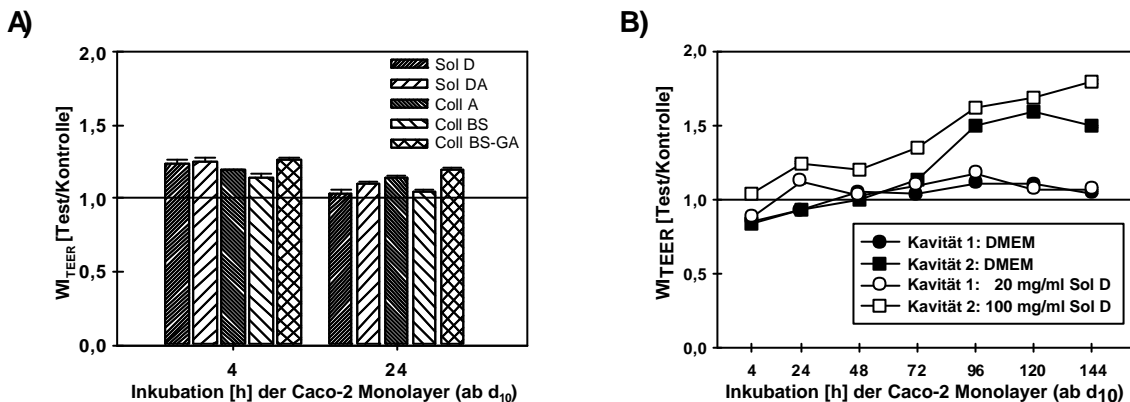 A)
2,0
1,5
1,0
0,5
0,0
WI_TEER [Test/Kontrolle]
Sol D
Sol DA
Coll A
Coll BS
Coll BS-GA
4 24
Inkubation [h] der Caco-2 Monolayer (ab d10)
B)
2,0
1,5
1,0
0,5
0,0
WI_TEER [Test/Kontrolle]
Kavität 1: DMEM
Kavität 2: DMEM
Kavität 1: 20 mg/ml Sol D
Kavität 2: 100 mg/ml Sol D
4 24 48 72 96 120 144
Inkubation [h] der Caco-2 Monolayer (ab d10)